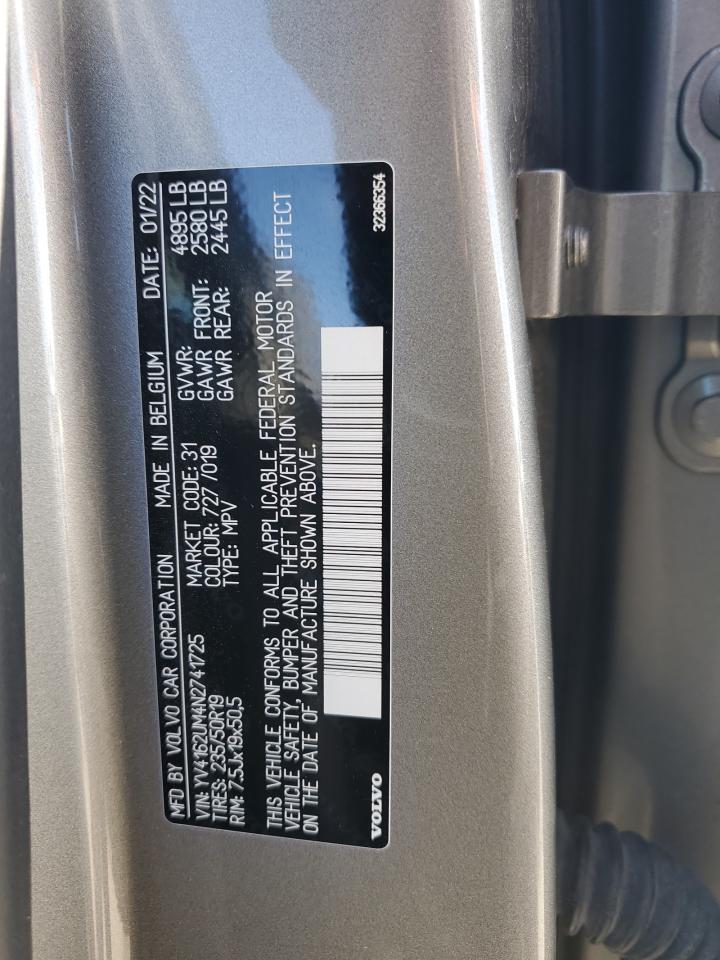 MFD BY VOLVO CAR CORPORATION MADE IN BELGIUM DATE: 01/22
VIN: YV4162UM4N2741725 MARKET CODE: 31 GVWR: 4895 LB
TIRES: 235/50R19 COLOUR: 727 /019 GAWR FRONT: 2580 LB
RIM: 7.5Jx19x50,5 TYPE: MPV GAWR REAR: 2445 LB
THIS VEHICLE CONFORMS TO ALL APPLICABLE FEDERAL MOTOR
VEHICLE SAFETY, BUMPER AND THEFT PREVENTION STANDARDS IN EFFECT
ON THE DATE OF MANUFACTURE SHOWN ABOVE.
VOLVO 32366354